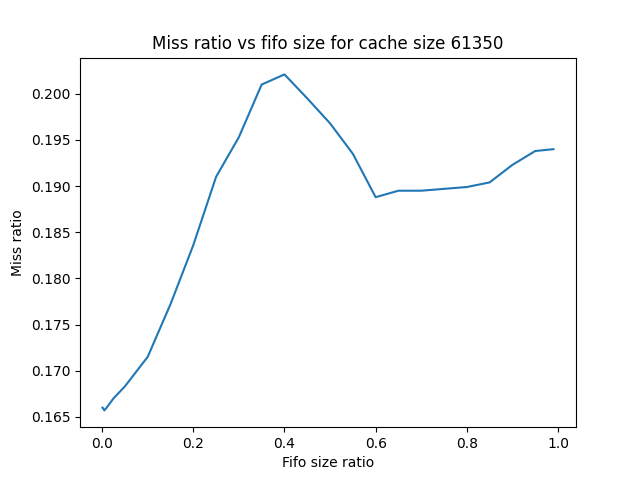 Miss ratio vs fifo size for cache size 61350
0.200
0.195
0.190
0.185
0.180
0.175
0.170
0.165
Miss ratio
0.0 0.2 0.4 0.6 0.8 1.0
Fifo size ratio